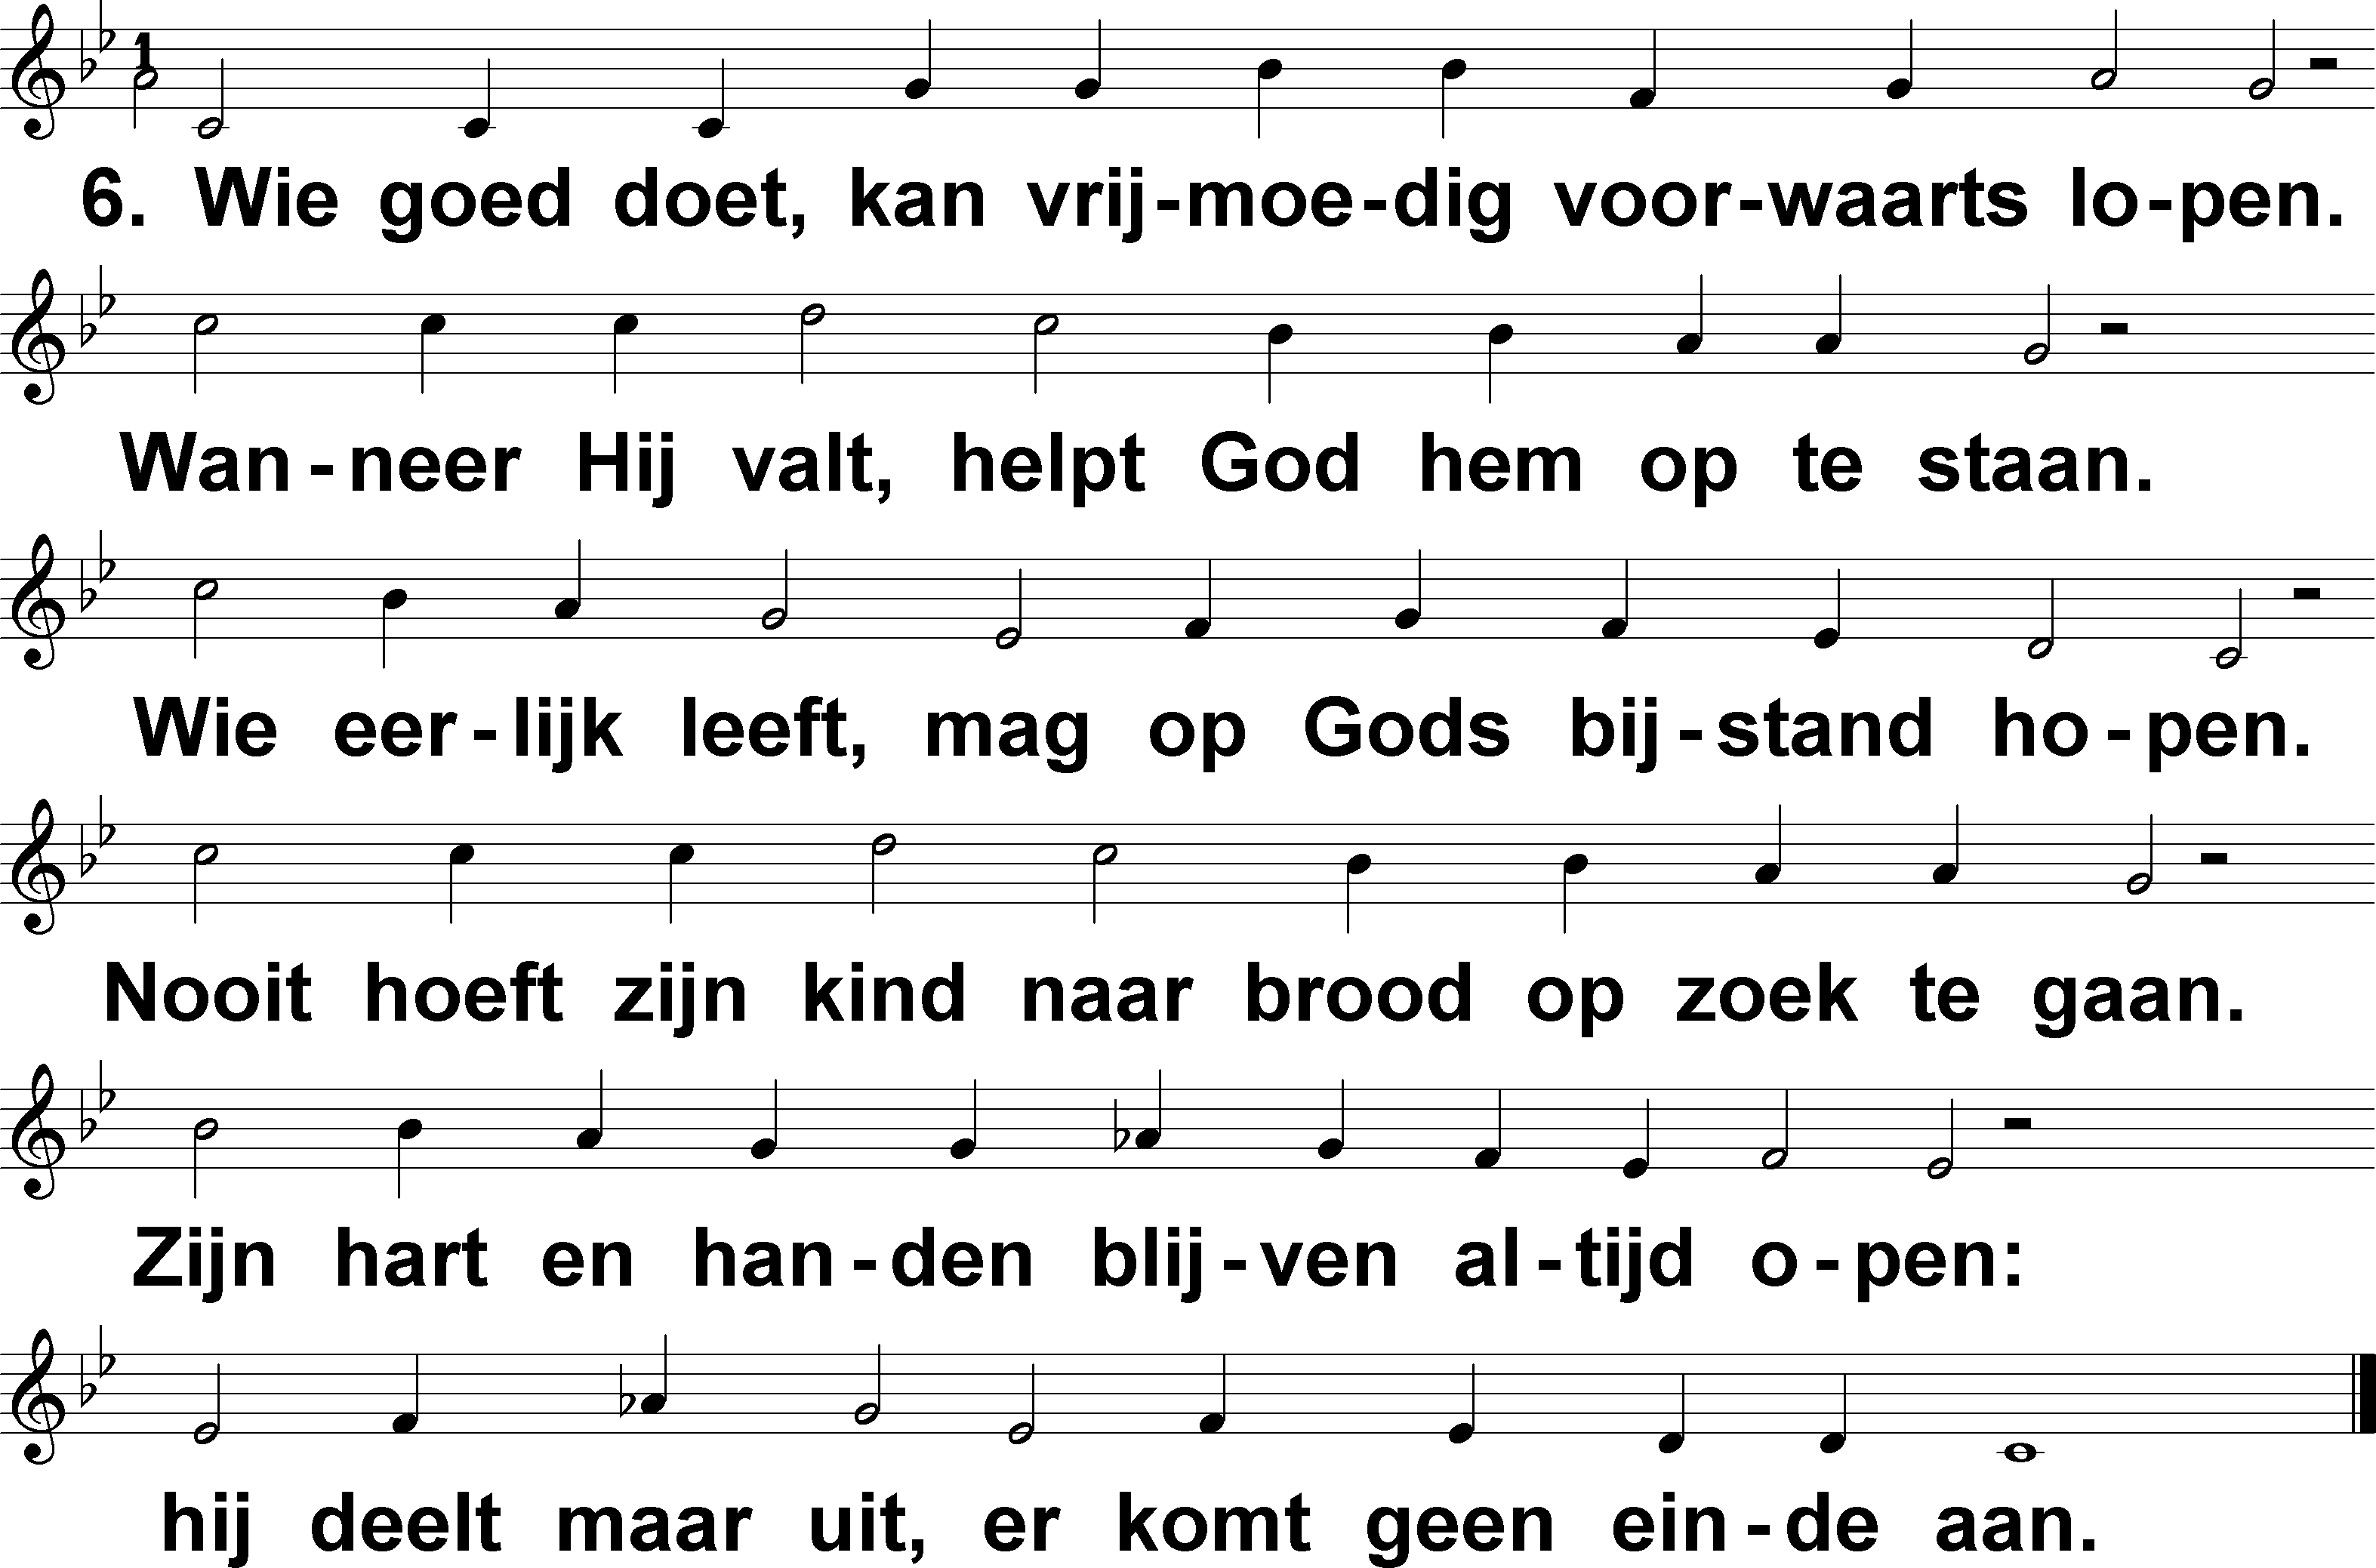 1
6. Wie goed doet, kan vrij-moe-dig voor-waarts lo-pen.
Wan-neer Hij valt, helpt God hem op te staan.
Wie eer-lijk leeft, mag op Gods bij-stand ho-pen.
Nooit hoeft zijn kind naar brood op zoek te gaan.
Zijn hart en han-den blij-ven al-tijd o-pen:
hij deelt maar uit, er komt geen ein-de aan.